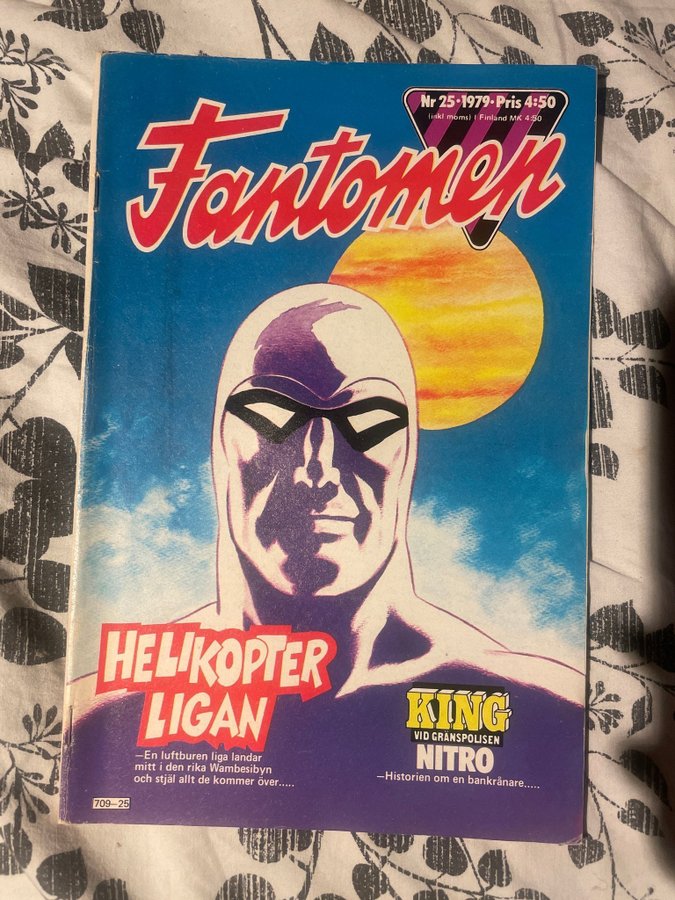 Nr 25·1979·Pris 4:50
(inkl moms) I Finland MK 4:50
Fantomen
HELIKOPTER
LIGAN
—En luftburen liga landar
mitt i den rika Wambesibyn
och stjäl allt de kommer över.....
KING
VID GRÄNSPOLISEN
NITRO
—Historien om en bankrånare.....
709—25